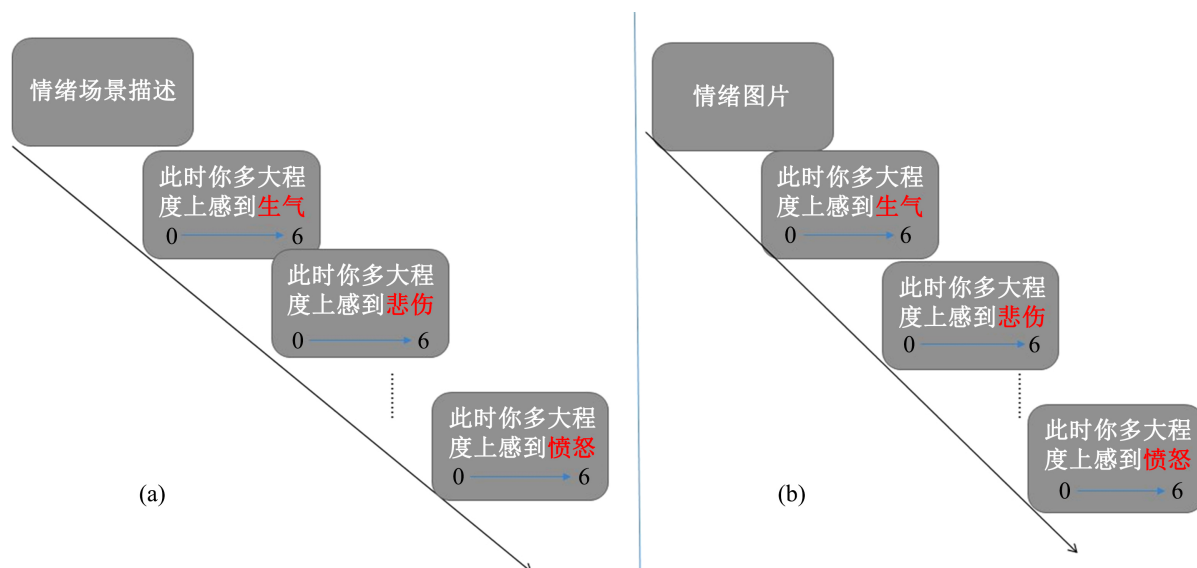 情绪场景描述
此时你多大程
度上感到生气
0 6
此时你多大程
度上感到悲伤
0 6
此时你多大程
度上感到愤怒
0 6
(a)
情绪图片
此时你多大程
度上感到生气
0 6
此时你多大程
度上感到悲伤
0 6
此时你多大程
度上感到愤怒
0 6
(b)